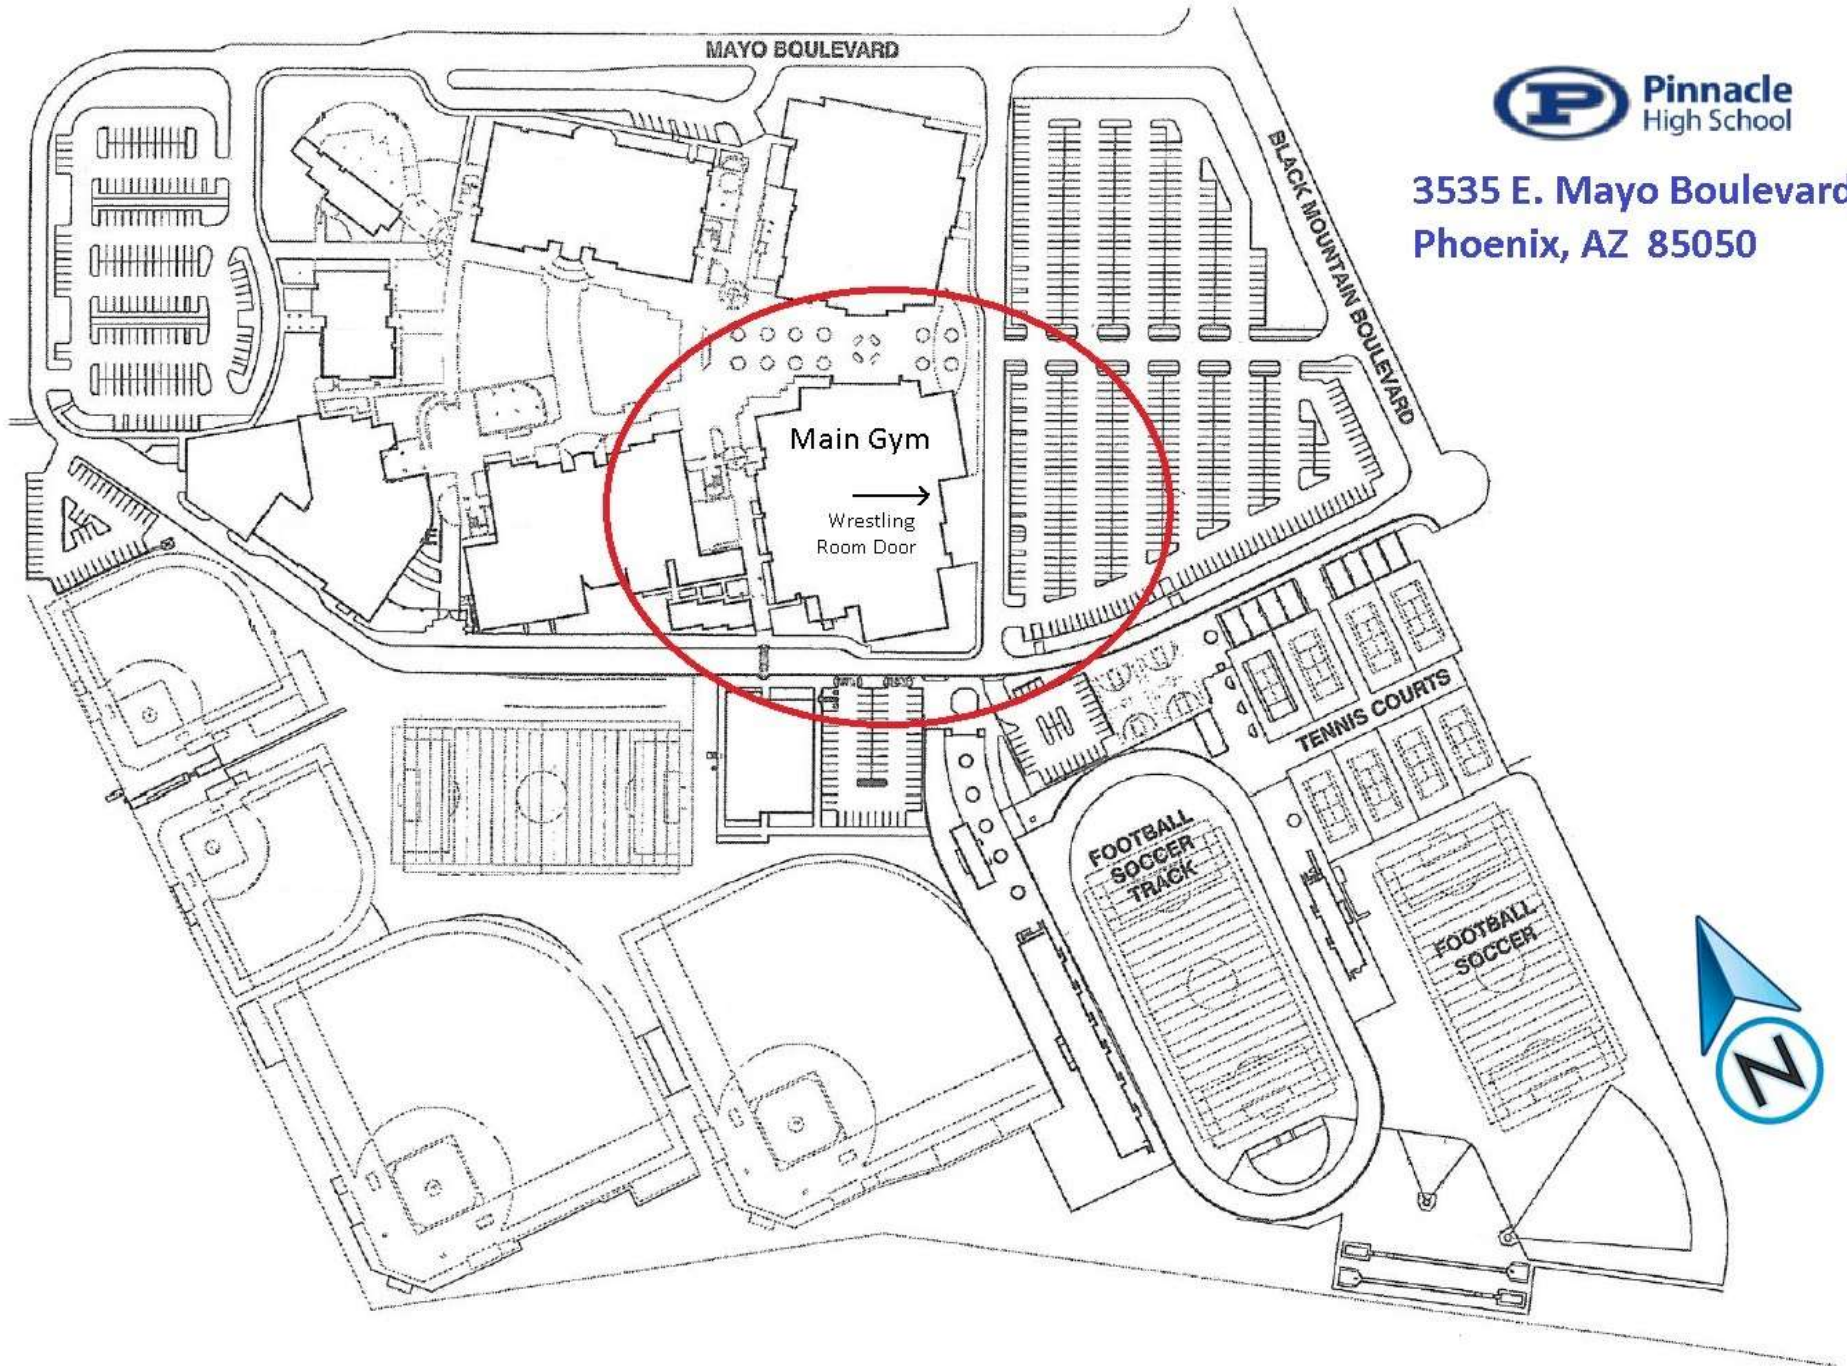 MAYO BOULEVARD
P
Pinnacle
High School
3535 E. Mayo Boulevard
Phoenix, AZ 85050
BLACK MOUNTAIN BOULEVARD
Main Gym
Wrestling
Room Door
TENNIS COURTS
FOOTBALL
SOCCER
TRACK
FOOTBALL
SOCCER
N